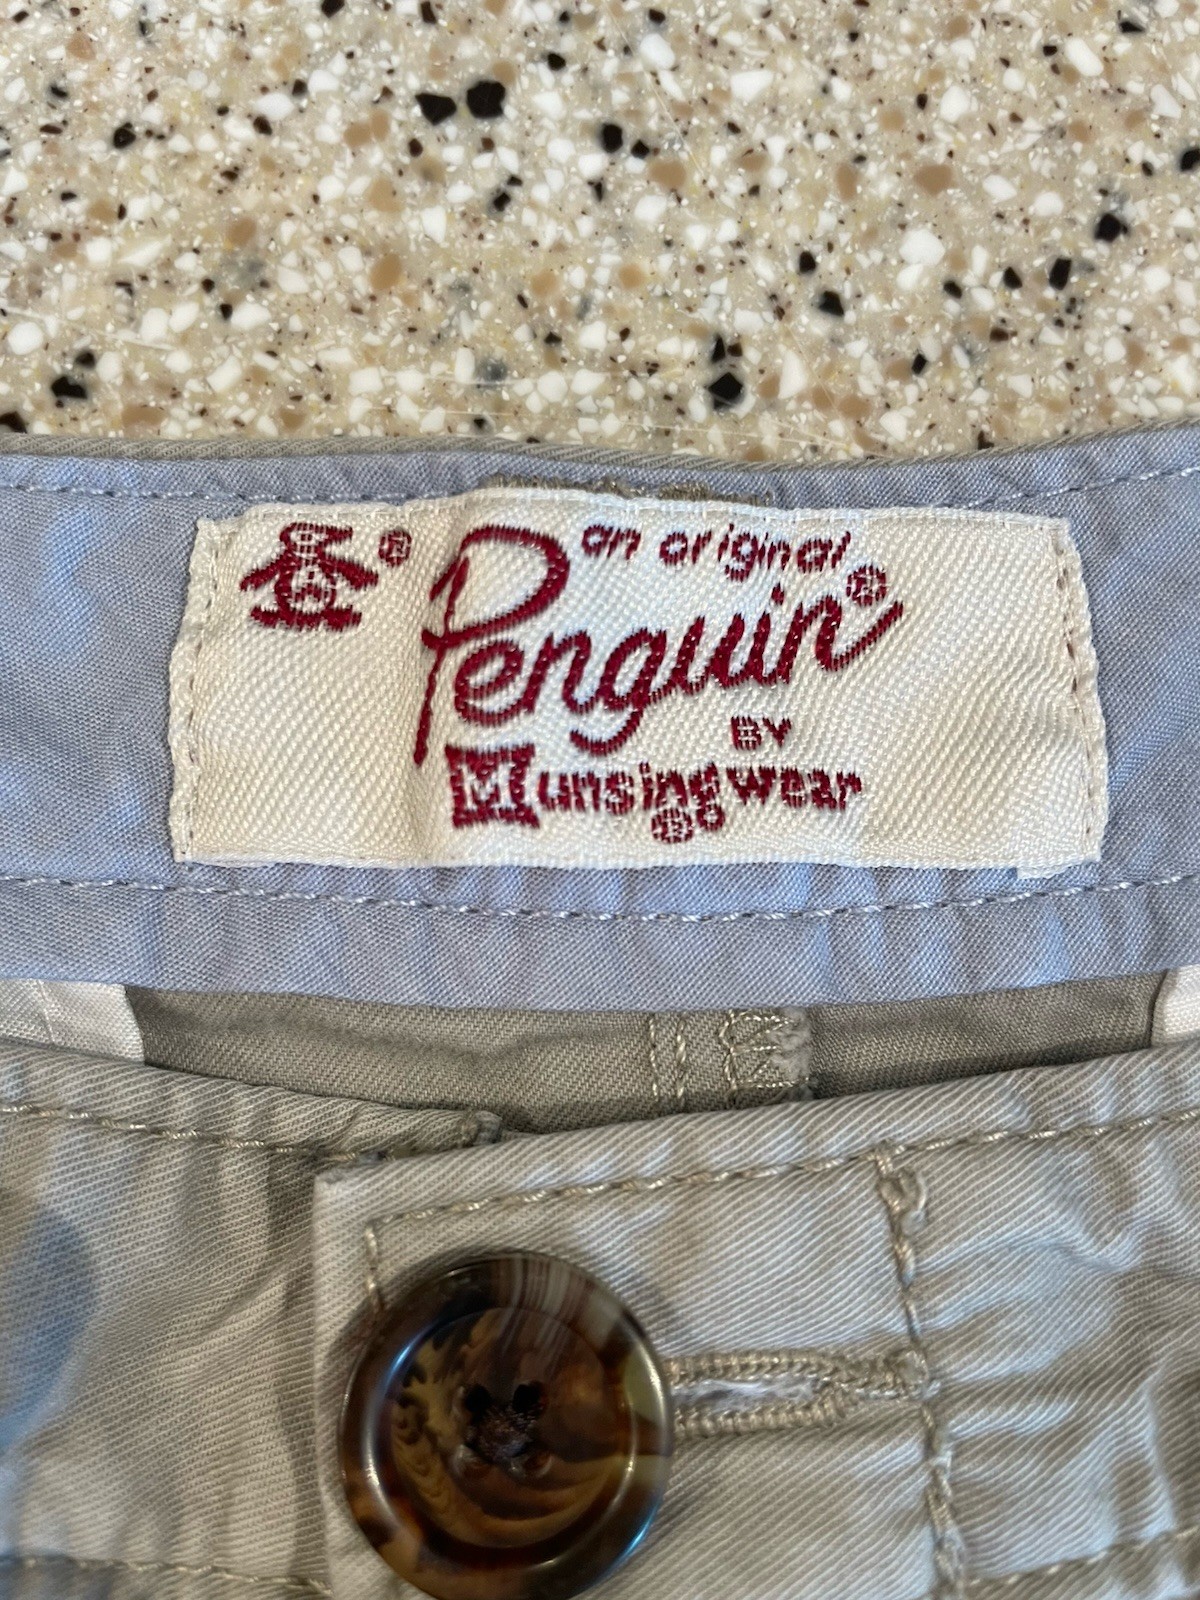 an original
Penguin®
BY
Munsingwear
®